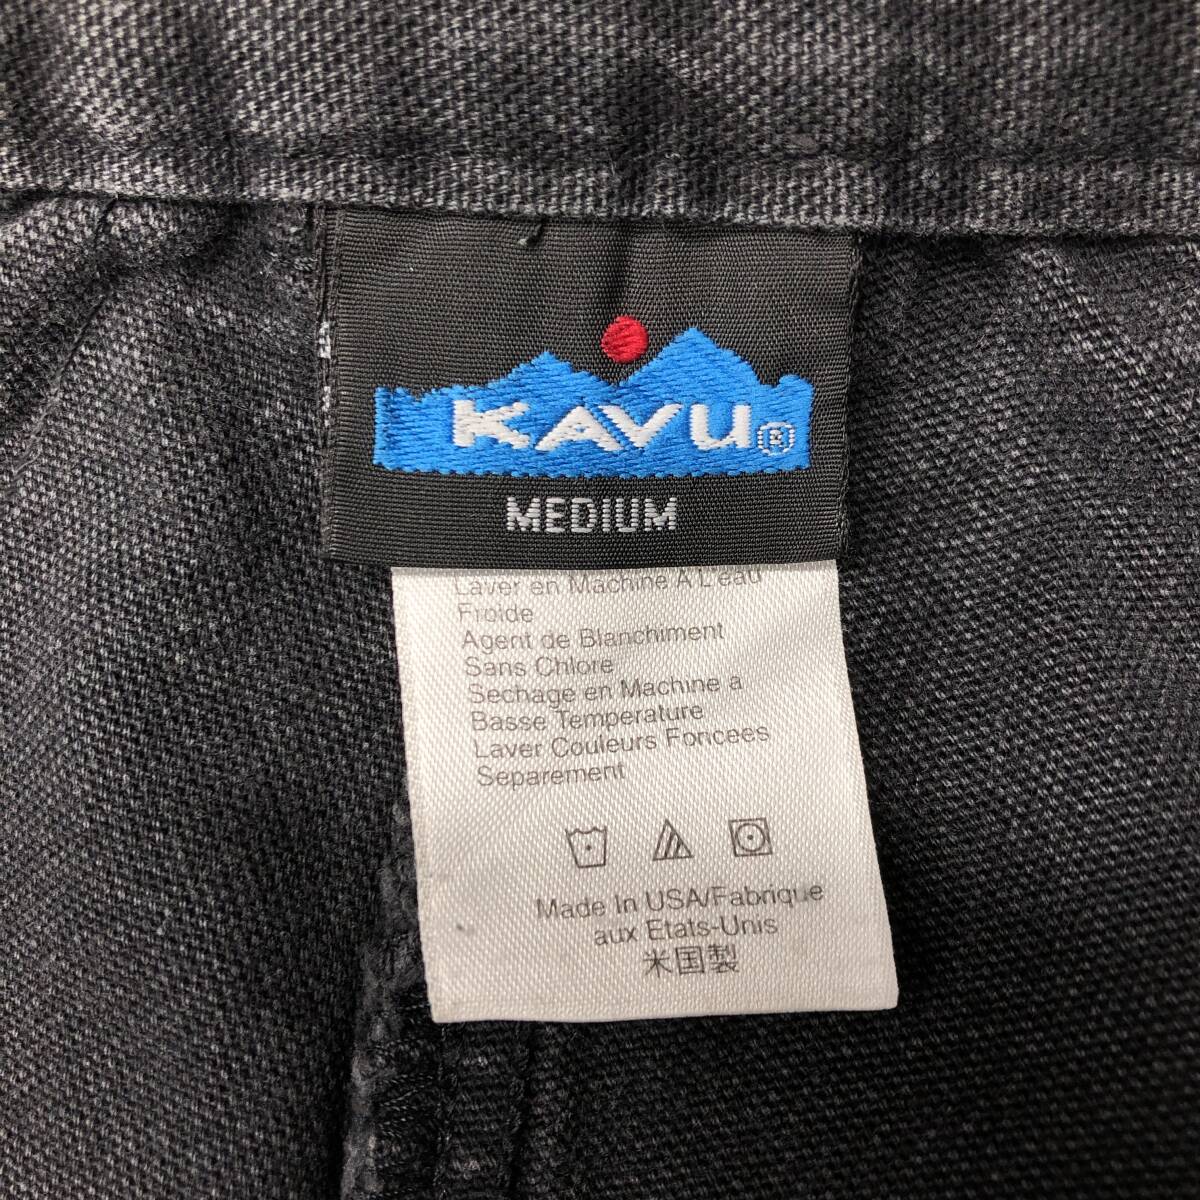 KAVU®
MEDIUM
Laver en Machine A L'eau
Froide
Agent de Blanchiment
Sans Chlore
Sechage en Machine a
Basse Temperature
Laver Couleurs Foncees
Separement
Made In USA/Fabrique
aux Etats-Unis
米国製